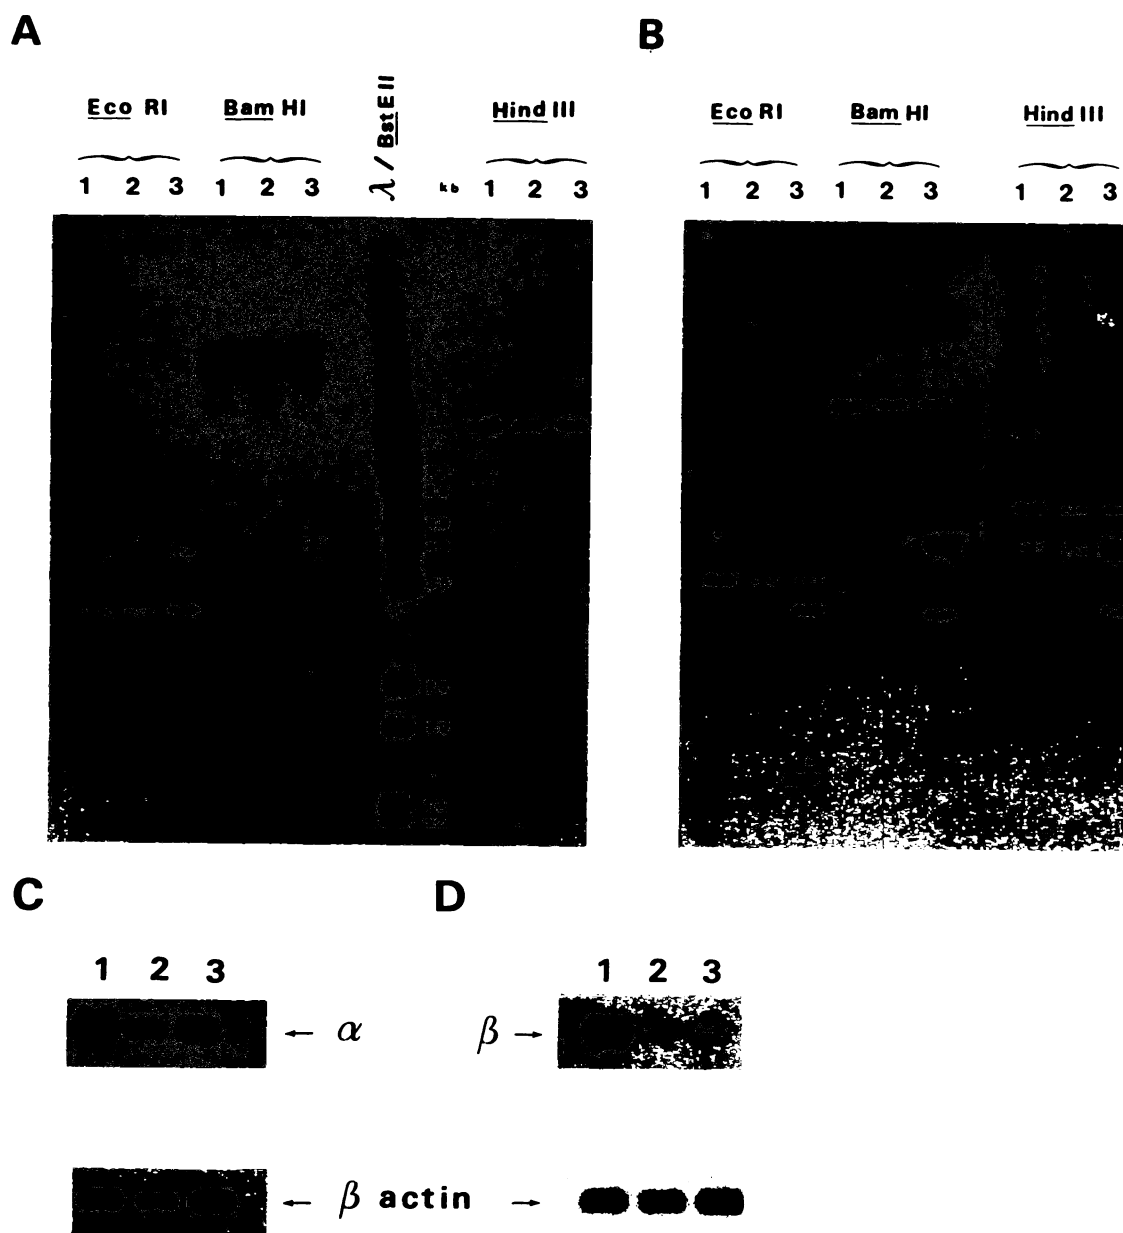 A
B
Eco RI Bam HI λ / BstE II Hind III
Eco RI Bam HI Hind III
1 2 3 1 2 3 kb 1 2 3
1 2 3 1 2 3 1 2 3
C
D
1 2 3
1 2 3
← α
β →
← β actin →